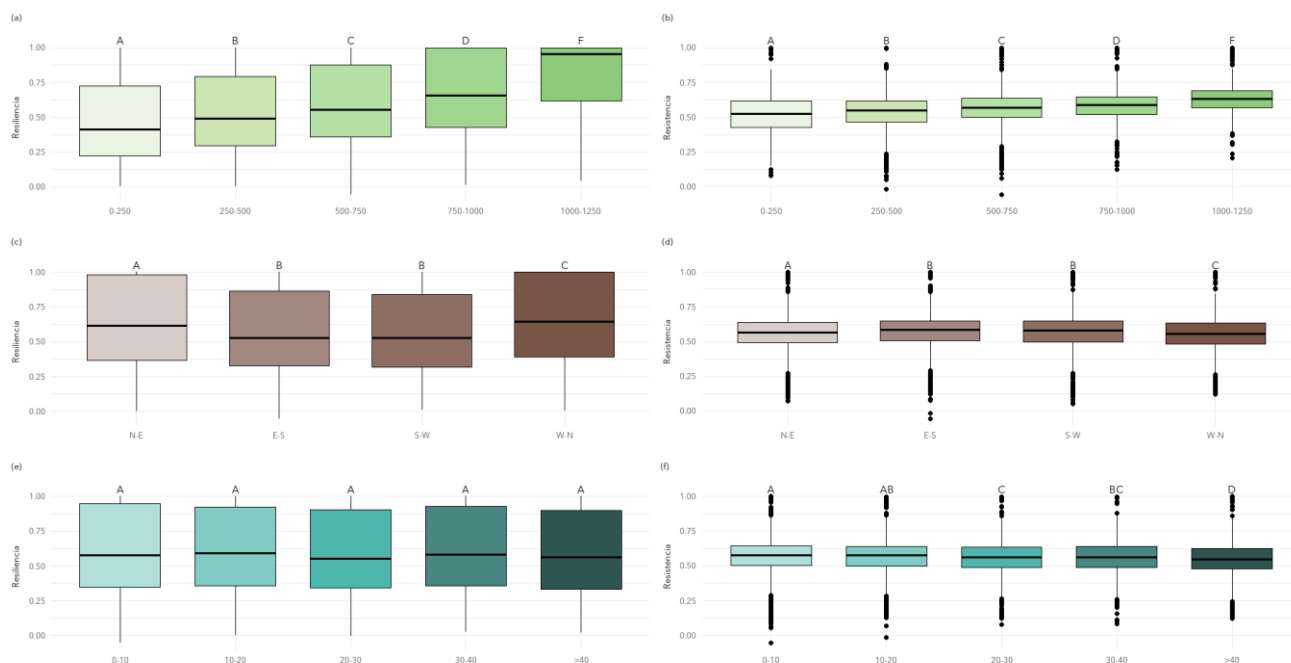 (a)
A B C D F
1.00
0.75
0.50
0.25
0.00
Resiliencia
0-250 250-500 500-750 750-1000 1000-1250
(b)
A B C D F
1.00
0.75
0.50
0.25
0.00
Resistencia
0-250 250-500 500-750 750-1000 1000-1250
(c)
A B B C
1.00
0.75
0.50
0.25
0.00
Resiliencia
N-E E-S S-W W-N
(d)
A B B C
1.00
0.75
0.50
0.25
0.00
Resistencia
N-E E-S S-W W-N
(e)
A A A A A
1.00
0.75
0.50
0.25
0.00
Resiliencia
0-10 10-20 20-30 30-40 >40
(f)
A AB C BC D
1.00
0.75
0.50
0.25
0.00
Resistencia
0-10 10-20 20-30 30-40 >40